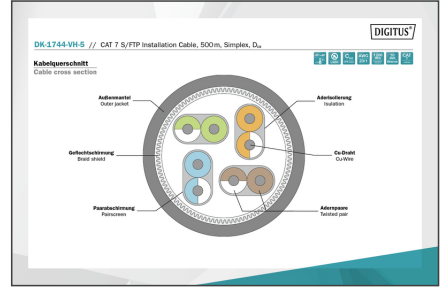 DIGITUS®
DK-1744-VH-5 // CAT 7 S/FTP Installation Cable, 500m, Simplex, Dca
Kabelquerschnitt
Cable cross section
Außenmantel
Outer jacket
Aderisolierung
Insulation
Geflechtschirmung
Braid shield
Cu-Draht
Cu-Wire
Paarabschirmung
Pairscreen
Adernpaare
Twisted pair